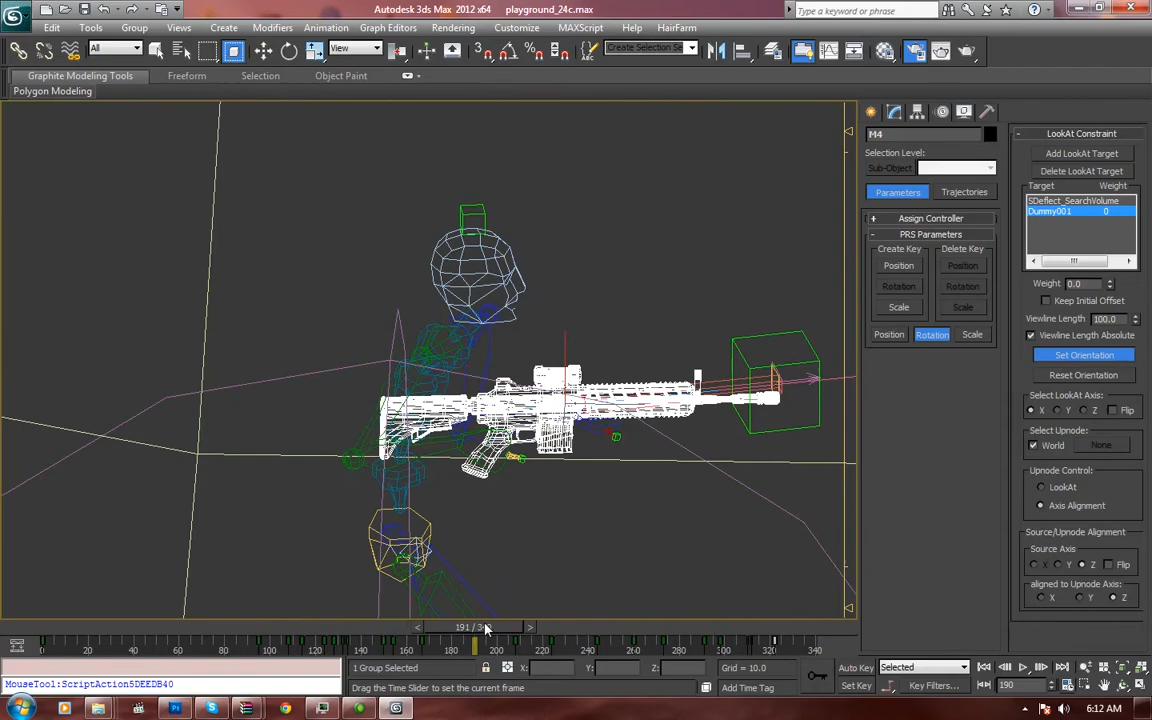 Autodesk 3ds Max 2012 x64 playground_24c.max
Type a keyword or phrase
Edit Tools Group Views Create Modifiers Animation Graph Editors Rendering Customize MAXScript Help HairFarm
All View Create Selection Se
Graphite Modeling Tools Freeform Selection Object Paint
Polygon Modeling
M4
Selection Level:
Sub-Object
Parameters Trajectories
+ Assign Controller
- PRS Parameters
Create Key Delete Key
Position Position
Rotation Rotation
Scale Scale
Position Rotation Scale
- LookAt Constraint
Add LookAt Target
Delete LookAt Target
Target Weight
SDeflect_SearchVolume
Dummy001 0
Weight 0.0
Keep Initial Offset
Viewline Length 100.0
Viewline Length Absolute
Set Orientation
Reset Orientation
Select LookAt Axis:
X Y Z Flip
Select Upnode:
World None
Upnode Control:
LookAt
Axis Alignment
Source/Upnode Alignment
Source Axis
X Y Z Flip
aligned to Upnode Axis:
X Y Z
< >
0 20 40 60 80 100 120 140 160 180 200 220 240 260 280 300 320 340
1 Group Selected X: Y: Z: Grid = 10.0 Auto Key Selected
MouseTool:ScriptAction5DEEDB40 Drag the Time Slider to set the current frame Add Time Tag Set Key Key Filters... 190
6:12 AM